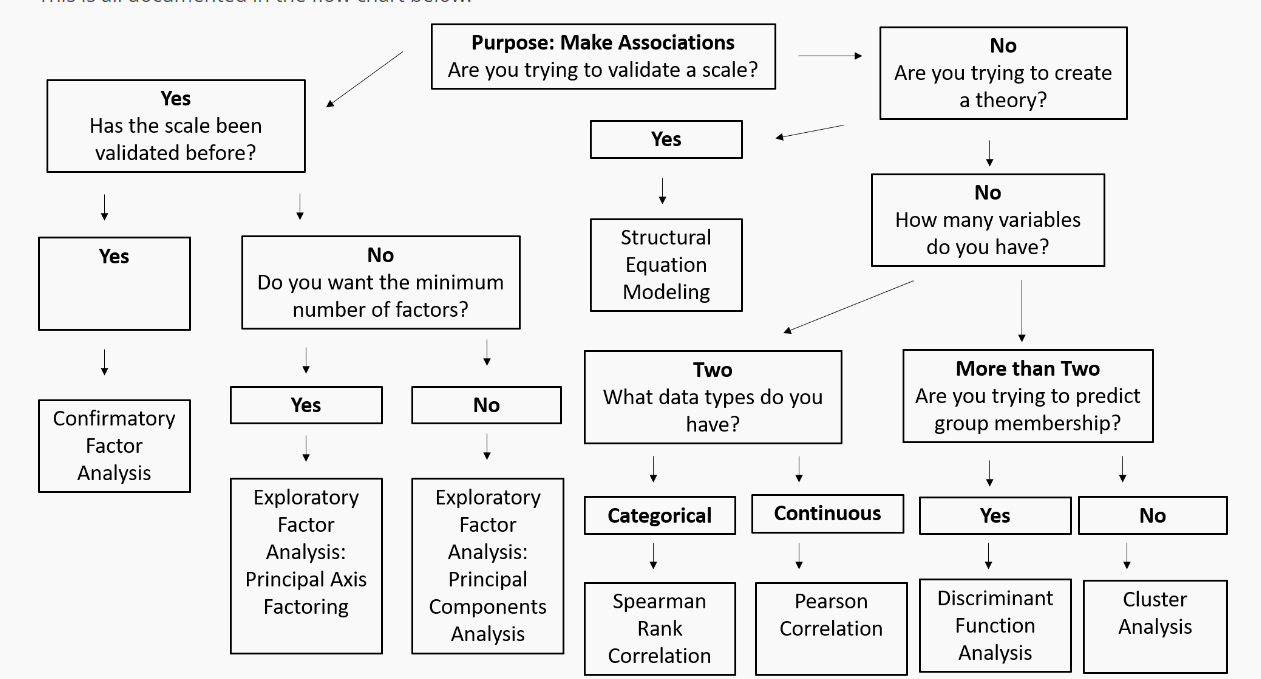 This is all documented in the flow chart below.
Purpose: Make Associations
Are you trying to validate a scale?
No
Are you trying to create
a theory?
Yes
Has the scale been
validated before?
Yes
No
How many variables
do you have?
Yes
No
Do you want the minimum
number of factors?
Structural
Equation
Modeling
Two
What data types do you
have?
More than Two
Are you trying to predict
group membership?
Yes
No
Confirmatory
Factor
Analysis
Exploratory
Factor
Analysis:
Principal Axis
Factoring
Exploratory
Factor
Analysis:
Principal
Components
Analysis
Categorical
Continuous
Yes
No
Spearman
Rank
Correlation
Pearson
Correlation
Discriminant
Function
Analysis
Cluster
Analysis